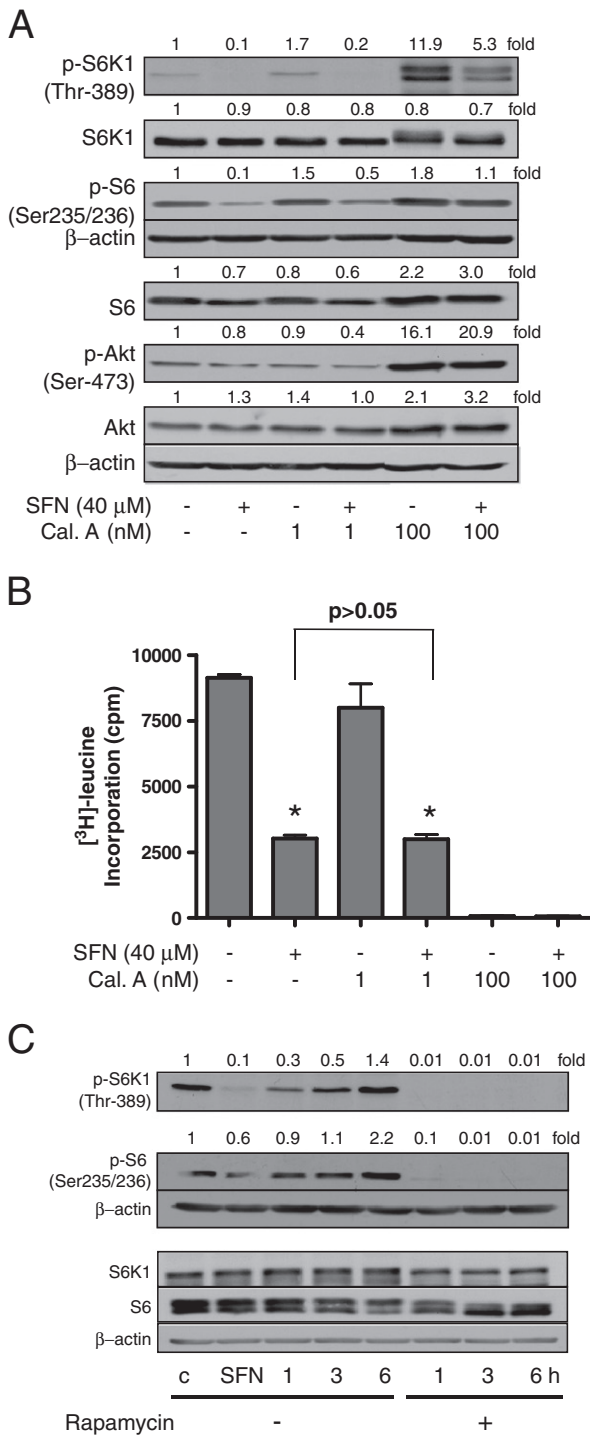 A
1 0.1 1.7 0.2 11.9 5.3 fold
p-S6K1
(Thr-389)
1 0.9 0.8 0.8 0.8 0.7 fold
S6K1
1 0.1 1.5 0.5 1.8 1.1 fold
p-S6
(Ser235/236)
β–actin
1 0.7 0.8 0.6 2.2 3.0 fold
S6
1 0.8 0.9 0.4 16.1 20.9 fold
p-Akt
(Ser-473)
1 1.3 1.4 1.0 2.1 3.2 fold
Akt
β–actin
SFN (40 μM) - + - + - +
Cal. A (nM) - - 1 1 100 100
B
p>0.05
10000
7500
5000
2500
0
[³H]-leucine
Incorporation (cpm)
* *
SFN (40 μM) - + - + - +
Cal. A (nM) - - 1 1 100 100
C
1 0.1 0.3 0.5 1.4 0.01 0.01 0.01 fold
p-S6K1
(Thr-389)
1 0.6 0.9 1.1 2.2 0.1 0.01 0.01 fold
p-S6
(Ser235/236)
β–actin
S6K1
S6
β–actin
c SFN 1 3 6 1 3 6 h
Rapamycin - +